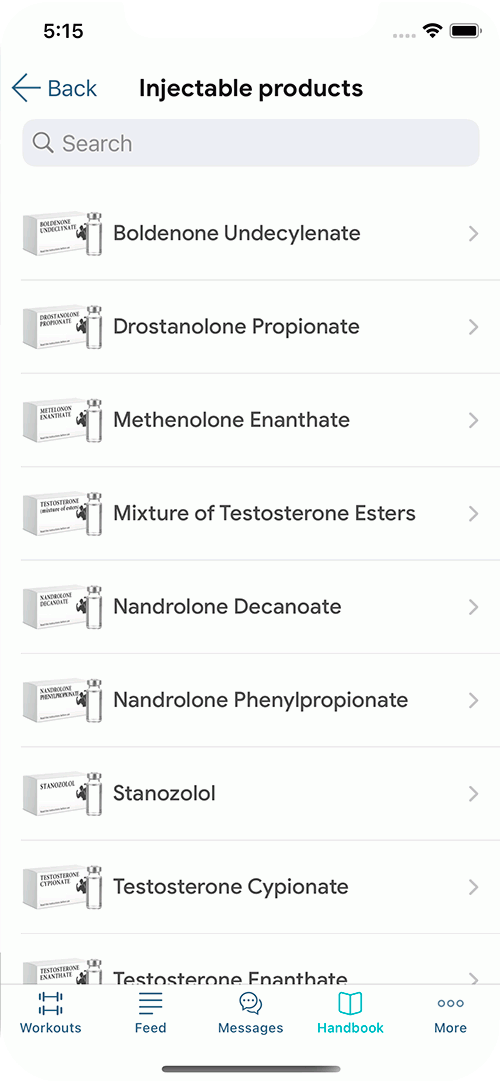 5:15
Back
Injectable products
Search
BOLDENONE
UNDECLYNATE
Boldenone Undecylenate
DROSTANOLONE
PROPIONATE
Drostanolone Propionate
METELONON
ENANTHATE
Methenolone Enanthate
TESTOSTERONE
(mixture of esters)
Mixture of Testosterone Esters
NANDROLONE
DECANOATE
Nandrolone Decanoate
NANDROLONE
PHENYLPROPIONATE
Nandrolone Phenylpropionate
STANOZOLOL
Stanozolol
TESTOSTERONE
CYPIONATE
Testosterone Cypionate
TESTOSTERONE
ENANTHATE
Testosterone Enanthate
Workouts
Feed
Messages
Handbook
More